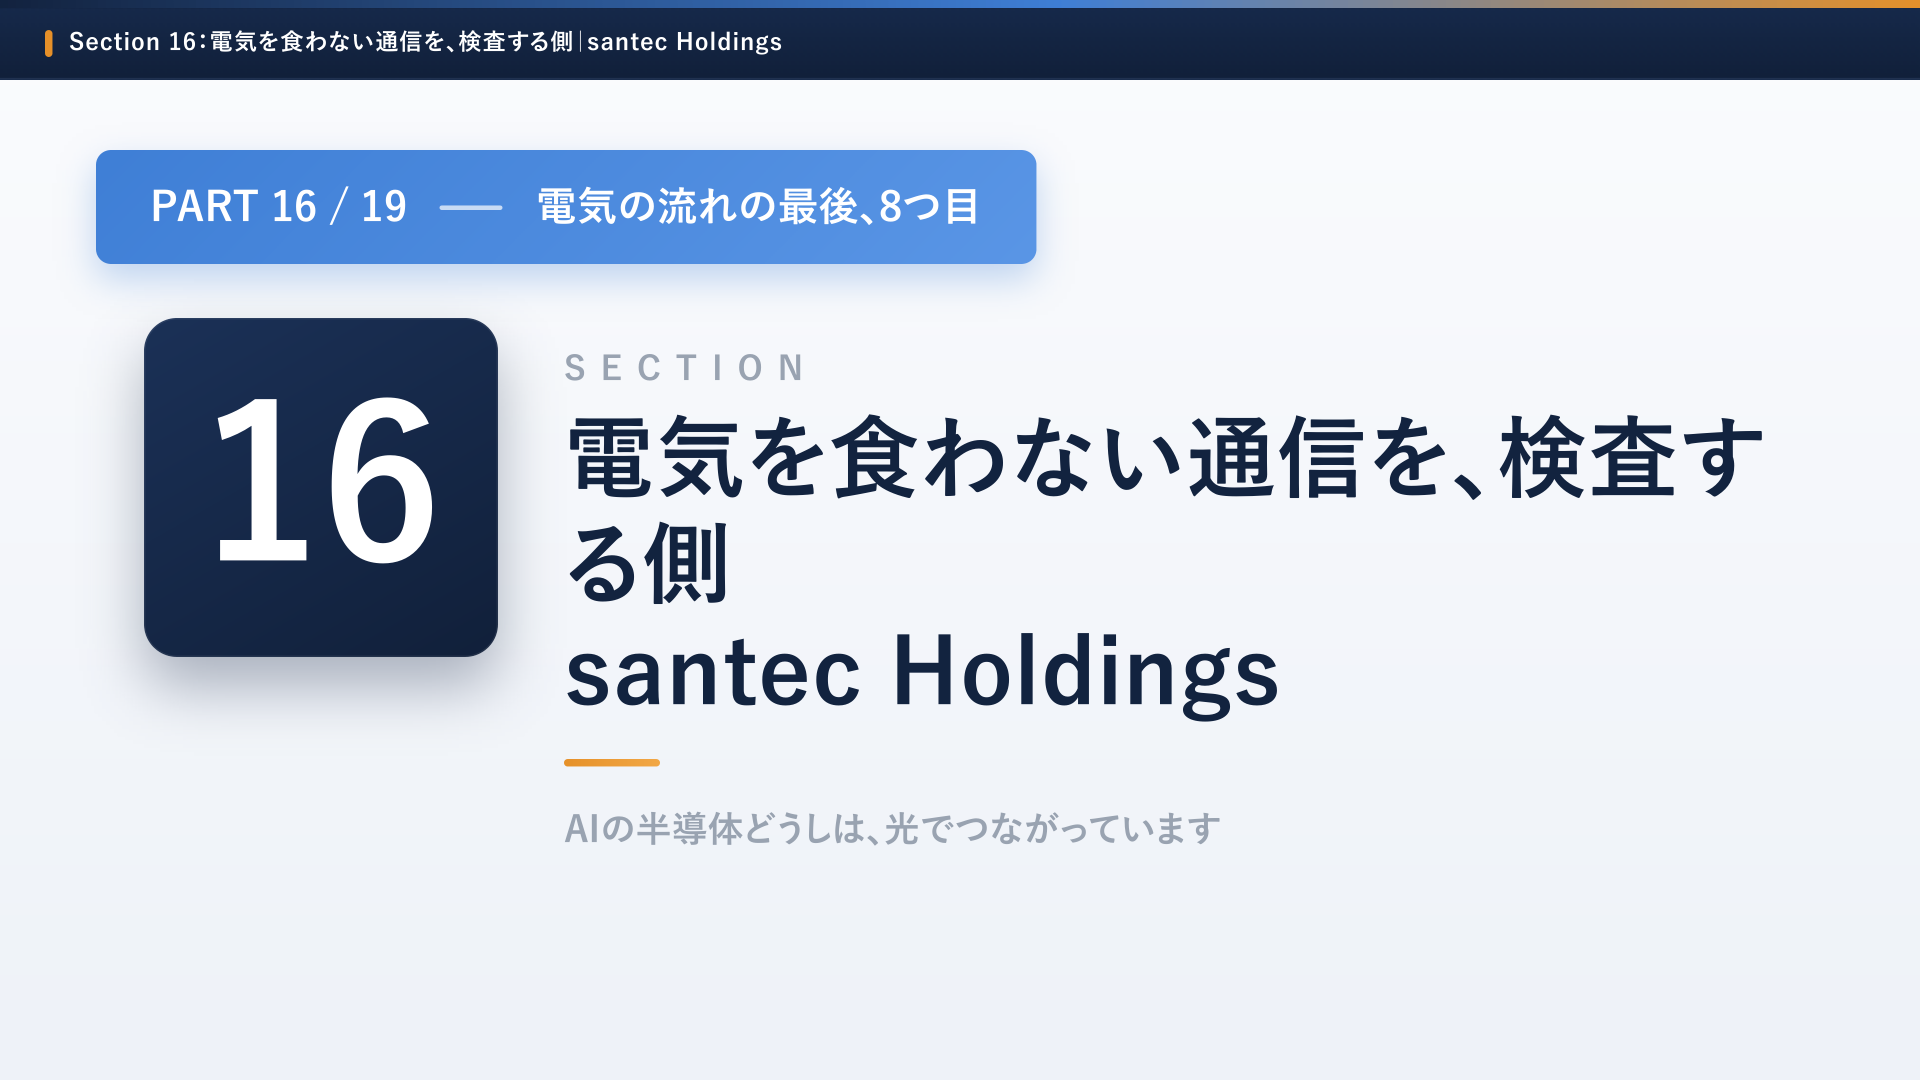 Section 16：電気を食わない通信を、検査する側｜santec Holdings
PART 16 / 19 — 電気の流れの最後、8つ目
16
SECTION
電気を食わない通信を、検査す
る側
santec Holdings
AIの半導体どうしは、光でつながっています